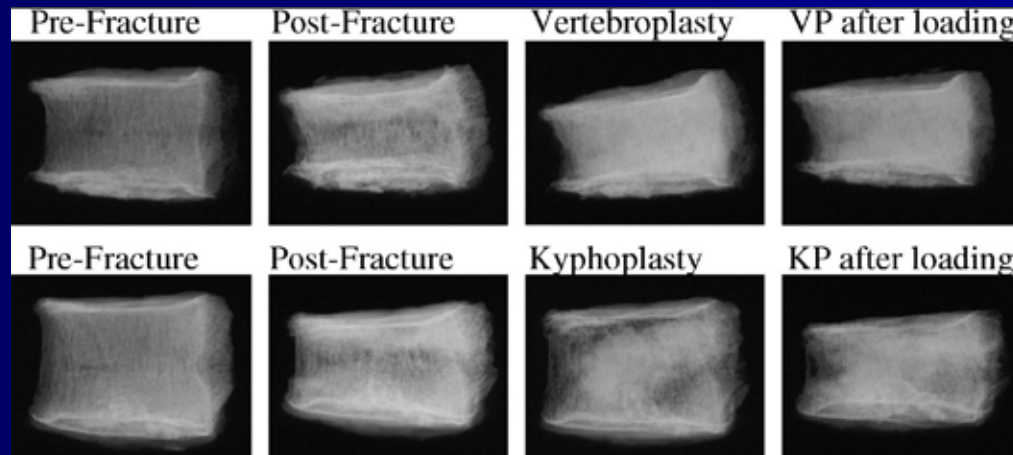 Pre-Fracture Post-Fracture Vertebroplasty VP after loading
Pre-Fracture Post-Fracture Kyphoplasty KP after loading